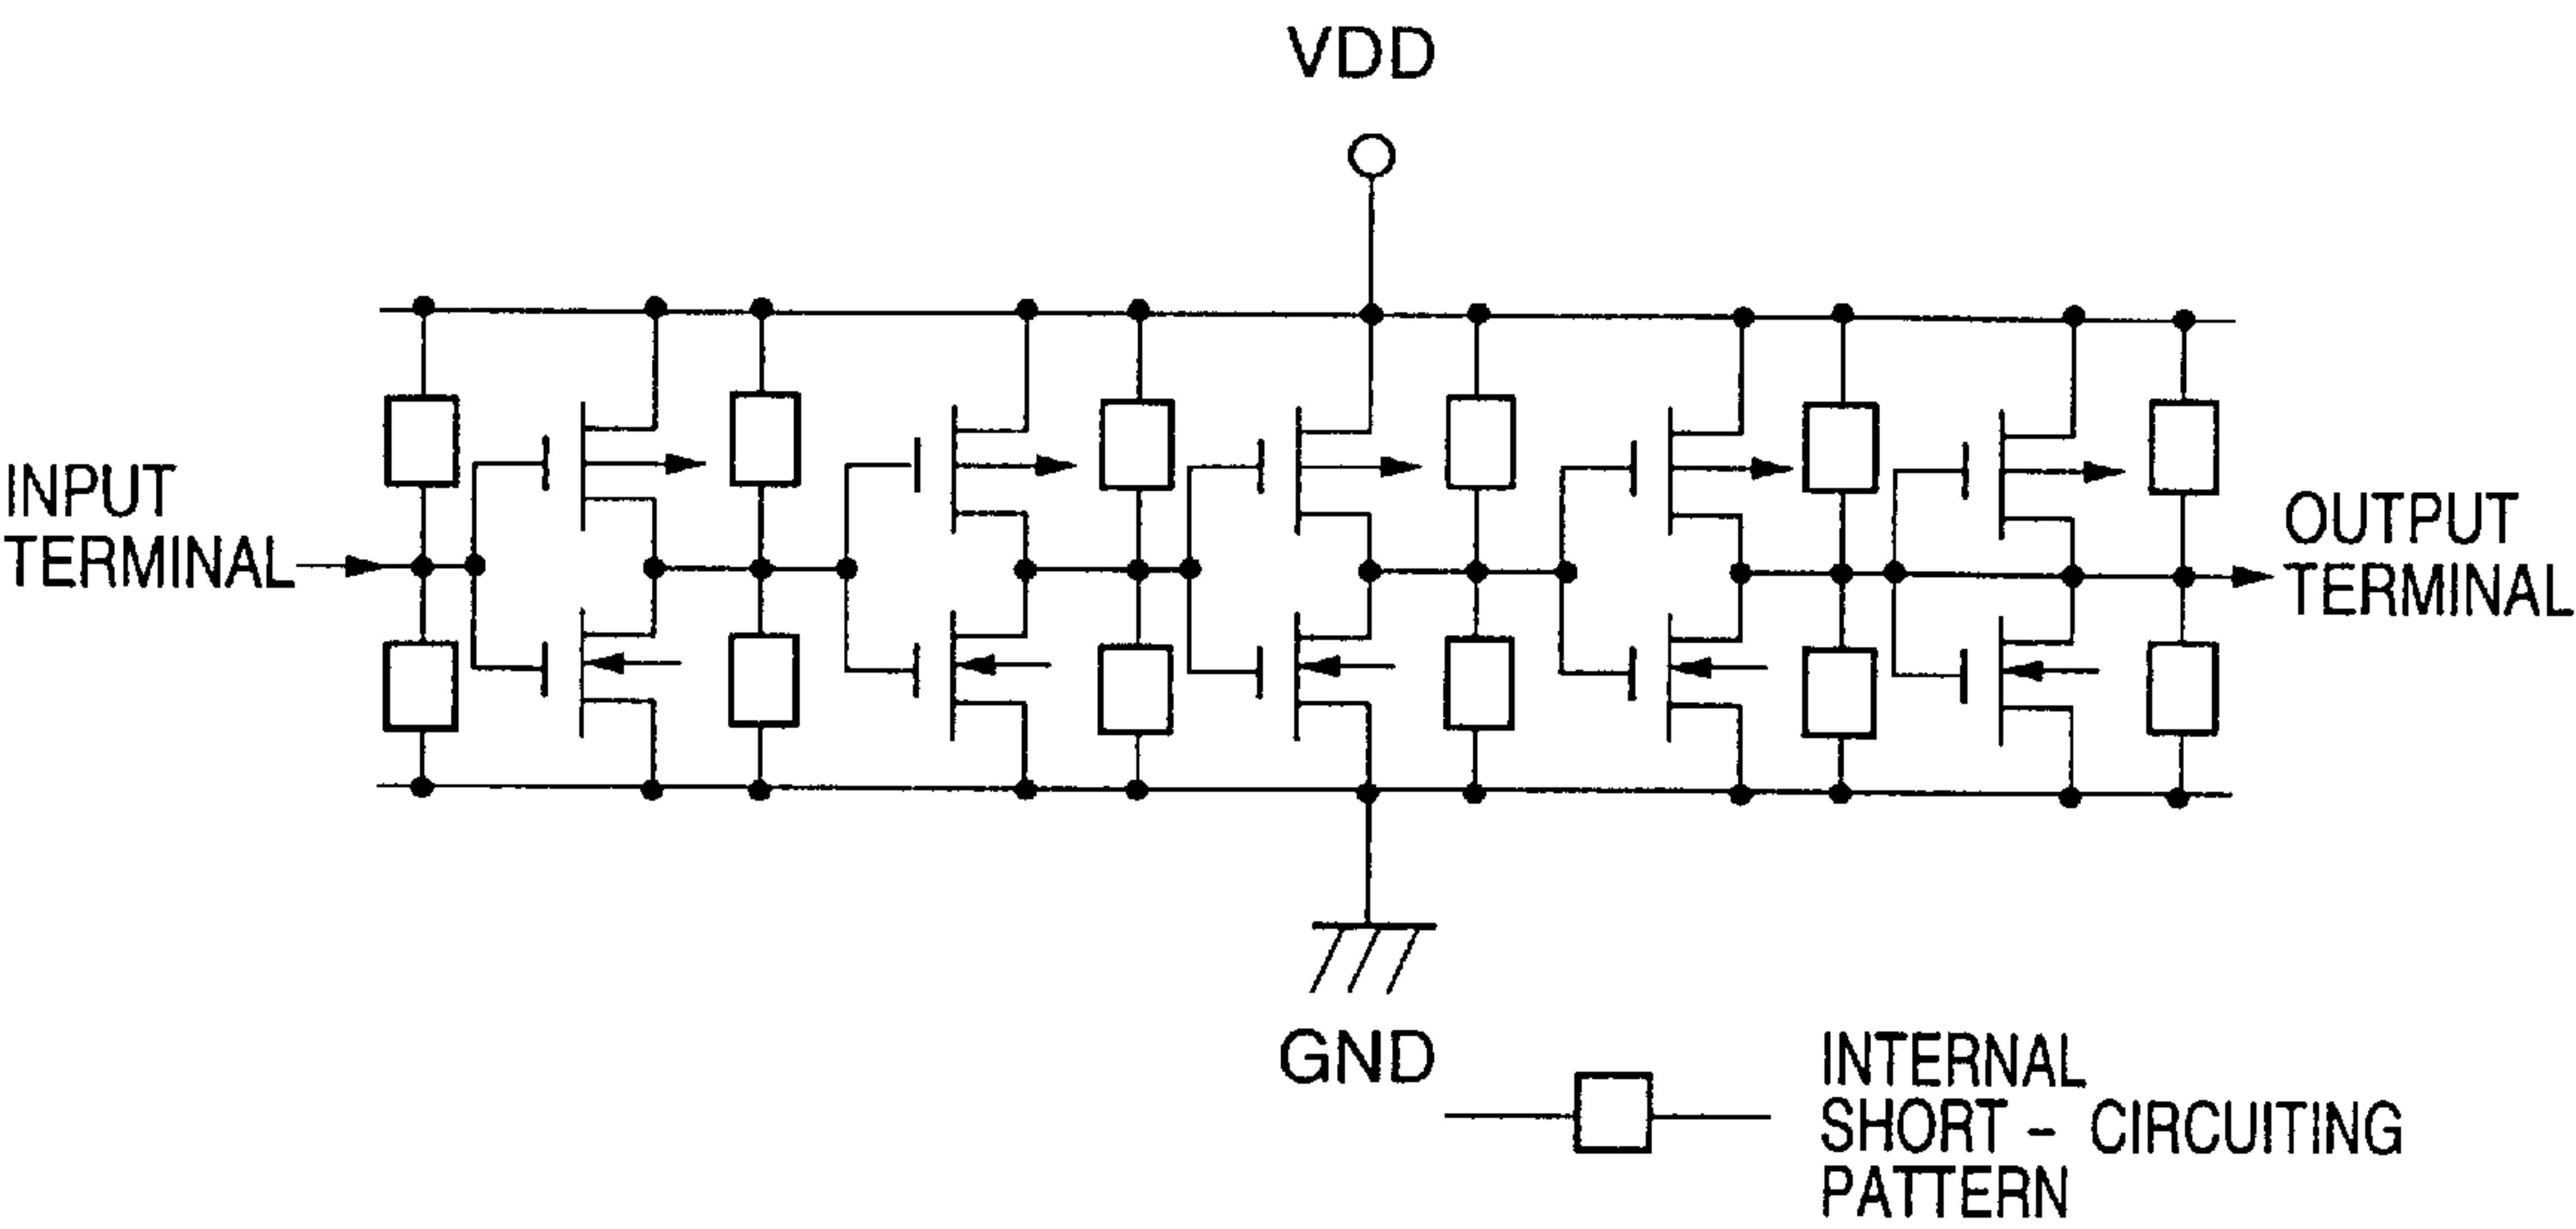 VDD
INPUT
TERMINAL
OUTPUT
TERMINAL
GND
INTERNAL
SHORT - CIRCUITING
PATTERN